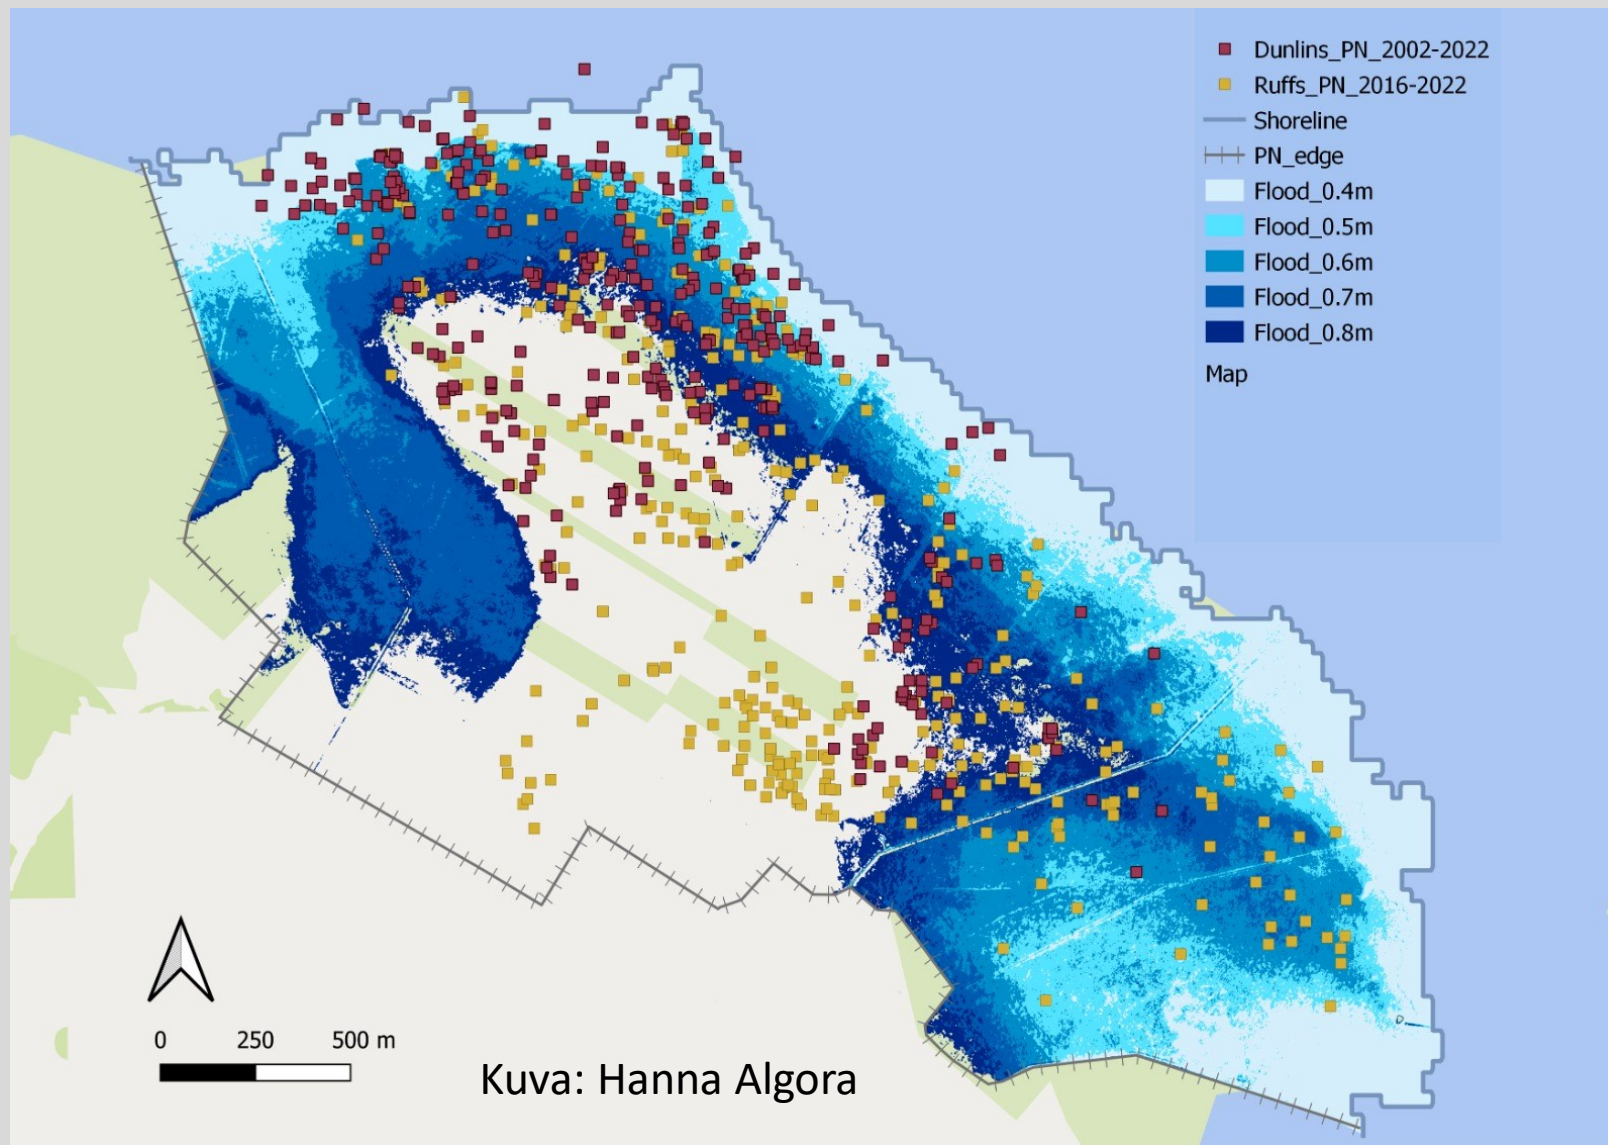 Dunlins_PN_2002-2022
Ruffs_PN_2016-2022
Shoreline
PN_edge
Flood_0.4m
Flood_0.5m
Flood_0.6m
Flood_0.7m
Flood_0.8m
Map
0 250 500 m
Kuva: Hanna Algora